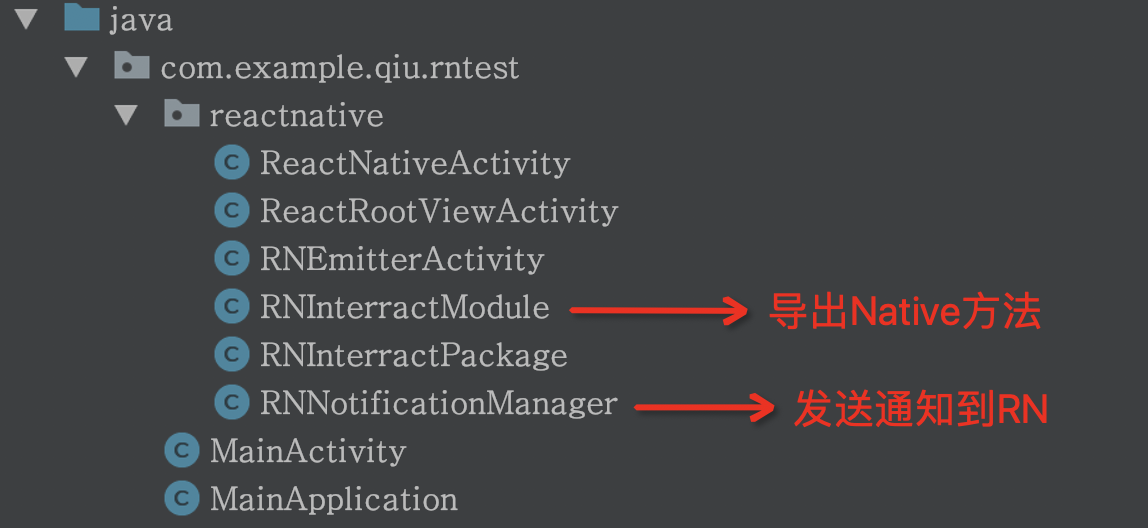 java
com.example.qiu.rntest
reactnative
C ReactNativeActivity
C ReactRootViewActivity
C RNEmitterActivity
C RNInterractModule 导出Native方法
C RNInterractPackage
C RNNotificationManager 发送通知到RN
C MainActivity
C MainApplication